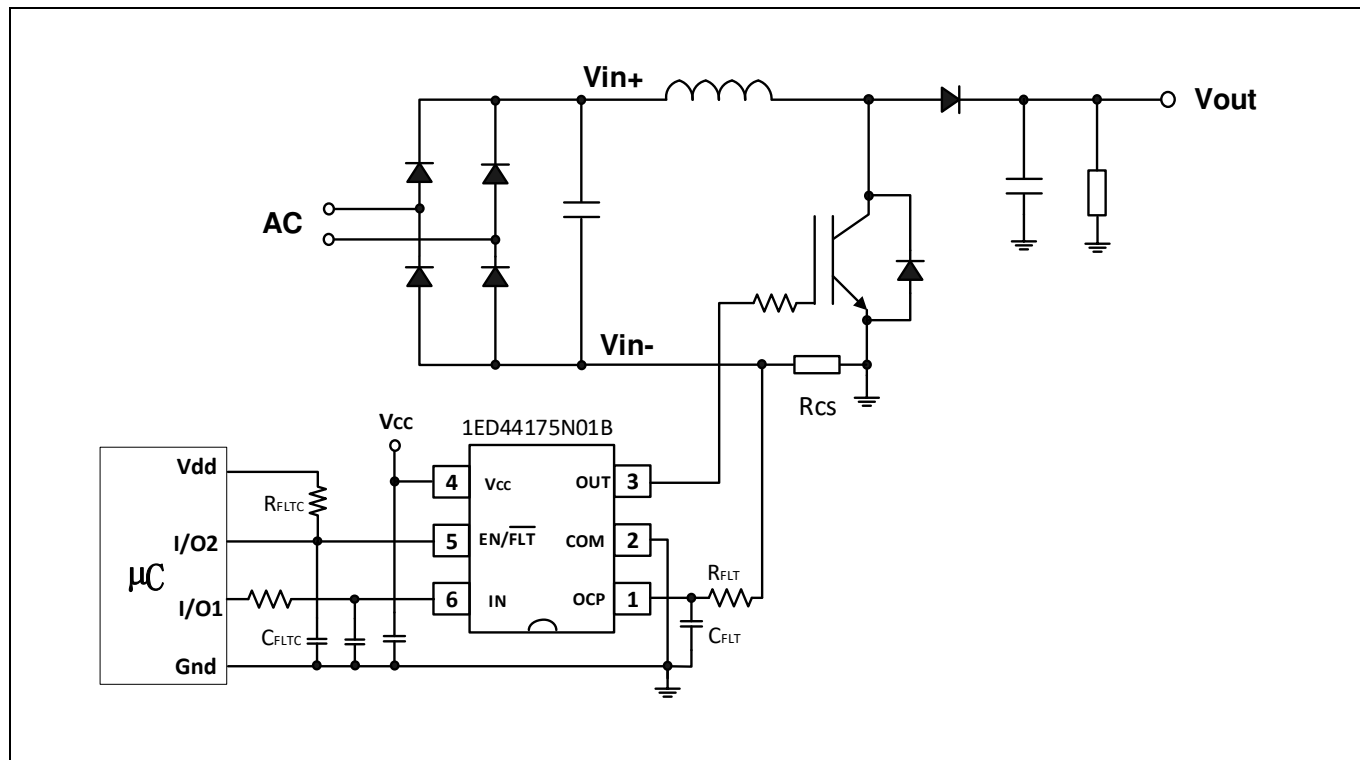 Vin+
Vout
AC
Vin-
Rcs
Vcc
1ED44175N01B
Vdd
RFLTC
4
Vcc
OUT
3
I/O2
5
EN/FLT
COM
2
μC
RFLT
I/O1
6
IN
OCP
1
CFLTC
CFLT
Gnd